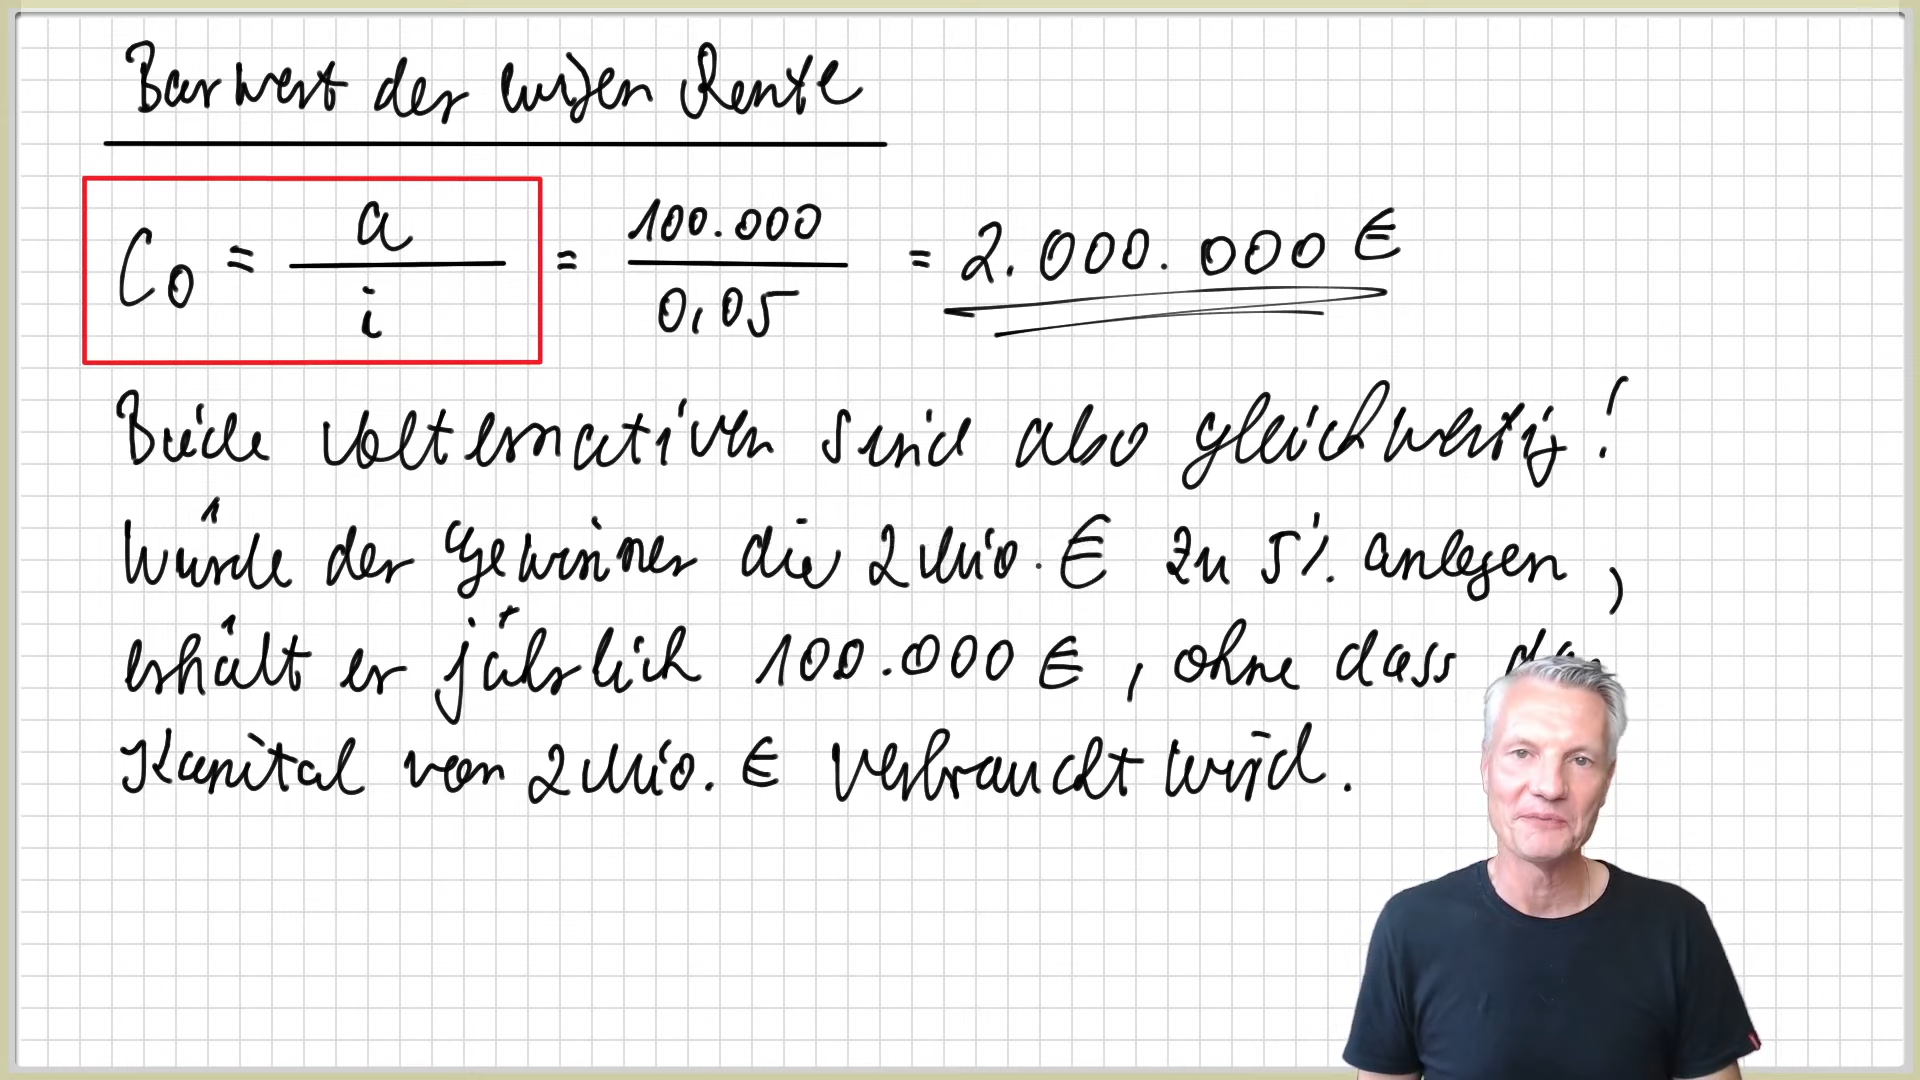 Barwert der ewigen Rente
C₀ = a / i = 100.000 / 0,05 = 2.000.000 €
Beide Alternativen sind also gleichwertig!
Würde der Gewinner die 2 Mio. € zu 5% anlegen,
erhält er jährlich 100.000 €, ohne dass
Kapital von 2 Mio. € verbraucht wird.